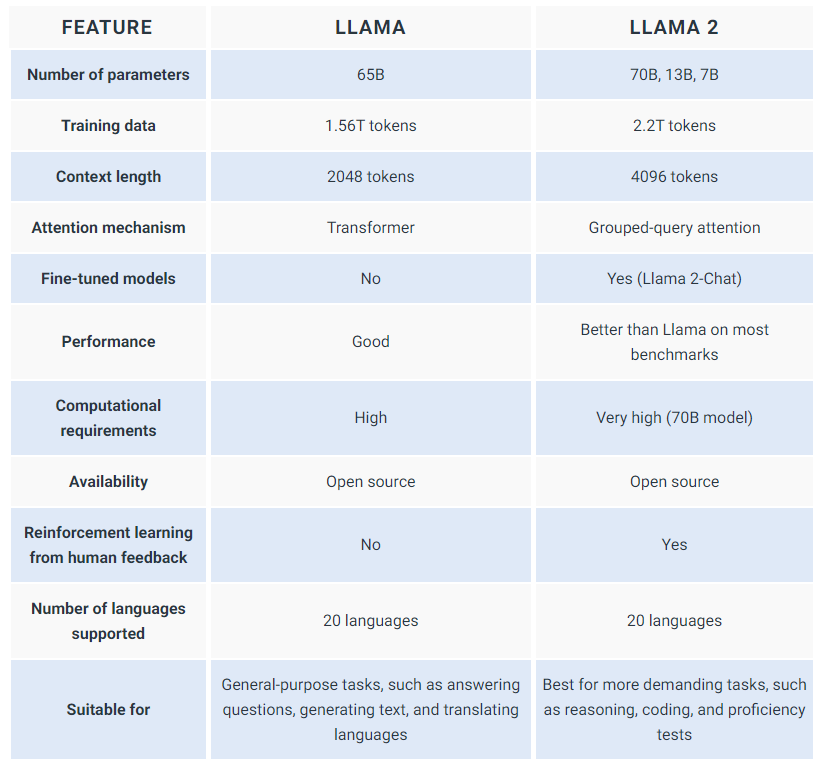 FEATURE LLAMA LLAMA 2
Number of parameters 65B 70B, 13B, 7B
Training data 1.56T tokens 2.2T tokens
Context length 2048 tokens 4096 tokens
Attention mechanism Transformer Grouped-query attention
Fine-tuned models No Yes (Llama 2-Chat)
Performance Good Better than Llama on most
benchmarks
Computational
requirements High Very high (70B model)
Availability Open source Open source
Reinforcement learning
from human feedback No Yes
Number of languages
supported 20 languages 20 languages
Suitable for General-purpose tasks, such as answering
questions, generating text, and translating
languages Best for more demanding tasks, such
as reasoning, coding, and proficiency
tests